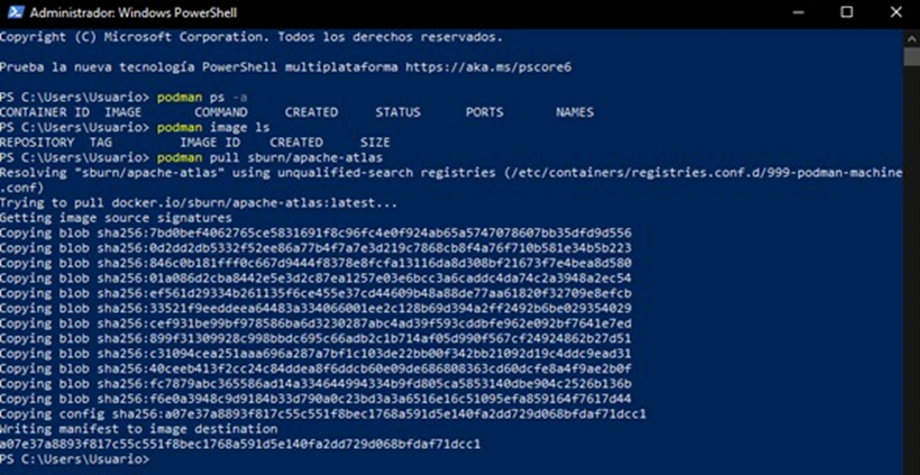 Administrador: Windows PowerShell
Copyright (C) Microsoft Corporation. Todos los derechos reservados.
Prueba la nueva tecnología PowerShell multiplataforma https://aka.ms/pscore6
PS C:\Users\Usuario> podman ps -a
CONTAINER ID IMAGE COMMAND CREATED STATUS PORTS NAMES
PS C:\Users\Usuario> podman image ls
REPOSITORY TAG IMAGE ID CREATED SIZE
PS C:\Users\Usuario> podman pull sburn/apache-atlas
Resolving "sburn/apache-atlas" using unqualified-search registries (/etc/containers/registries.conf.d/999-podman-machine
.conf)
Trying to pull docker.io/sburn/apache-atlas:latest...
Getting image source signatures
Copying blob sha256:7bd0bef4062765ce5831691f8c96fc4e0f924ab65a5747078607bb35dfd9d556
Copying blob sha256:0d2dd2db5332f52ee86a77b4f7a7e3d219c7868cb8f4a76f710b581e34b5b223
Copying blob sha256:846c0b181fff0c667d9444f8378e8fcfa13116da8d308bf21673f7e4bea8d580
Copying blob sha256:01a086d2cba8442e5e3d2c87ea1257e03e6bcc3a6caddc4da74c2a3948a2ec54
Copying blob sha256:ef561d29334b261135f6ce455e37cd44609b48a88de77aa61820f32709e8efcb
Copying blob sha256:33521f9eeddeea64483a334066001ee2c128b69d394a2ff2492b6be029354029
Copying blob sha256:cef931be99bf978586ba6d3230287abc4ad39f593cddbfe962e092bf7641e7ed
Copying blob sha256:899f31309928c998bbdc695c66adb2c1b714af05d990f567cf24924862b27d51
Copying blob sha256:c31094cea251aaa696a287a7bf1c103de22bb00f342bb21092d19c4ddc9ead31
Copying blob sha256:40ceeb413f2cc24c84ddea8f6ddcb60e09de686808363cd60dcfe8a4f9ae2b0f
Copying blob sha256:fc7879abc365586ad14a334644994334b9fd805ca5853140dbe904c2526b136b
Copying blob sha256:f6e0a3948c9d9184b33d790a0c23bd3a3a6516e16c51095efa859164f7617d44
Copying config sha256:a07e37a8893f817c55c551f8bec1768a591d5e140fa2dd729d068bfdaf71dcc1
Writing manifest to image destination
a07e37a8893f817c55c551f8bec1768a591d5e140fa2dd729d068bfdaf71dcc1
PS C:\Users\Usuario>